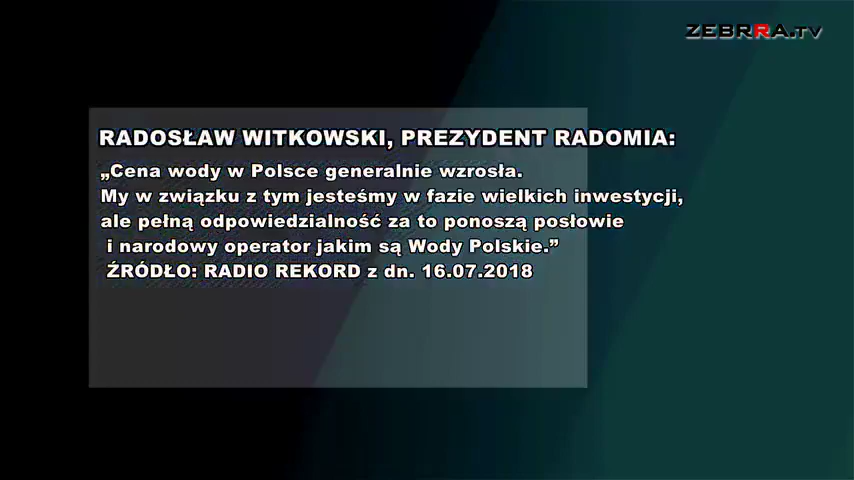 ZEBRRA.TV
RADOSŁAW WITKOWSKI, PREZYDENT RADOMIA:
„Cena wody w Polsce generalnie wzrosła.
My w związku z tym jesteśmy w fazie wielkich inwestycji,
ale pełną odpowiedzialność za to ponoszą posłowie
i narodowy operator jakim są Wody Polskie.”
ŹRÓDŁO: RADIO REKORD z dn. 16.07.2018